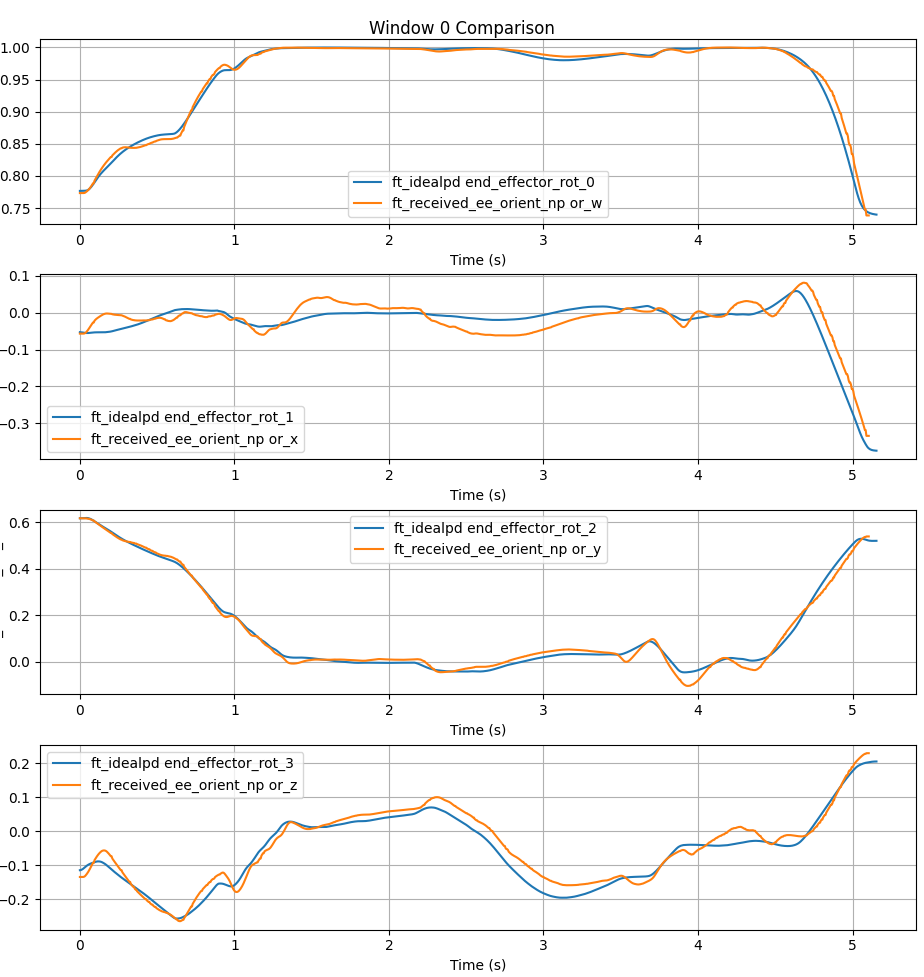 Window 0 Comparison
1.00
0.95
0.90
0.85
0.80
0.75
ft_idealpd end_effector_rot_0
ft_received_ee_orient_np or_w
0 1 2 3 4 5
Time (s)
0.1
0.0
−0.1
−0.2
−0.3
ft_idealpd end_effector_rot_1
ft_received_ee_orient_np or_x
0 1 2 3 4 5
Time (s)
0.6
0.4
0.2
0.0
ft_idealpd end_effector_rot_2
ft_received_ee_orient_np or_y
0 1 2 3 4 5
Time (s)
0.2
0.1
0.0
−0.1
−0.2
ft_idealpd end_effector_rot_3
ft_received_ee_orient_np or_z
0 1 2 3 4 5
Time (s)